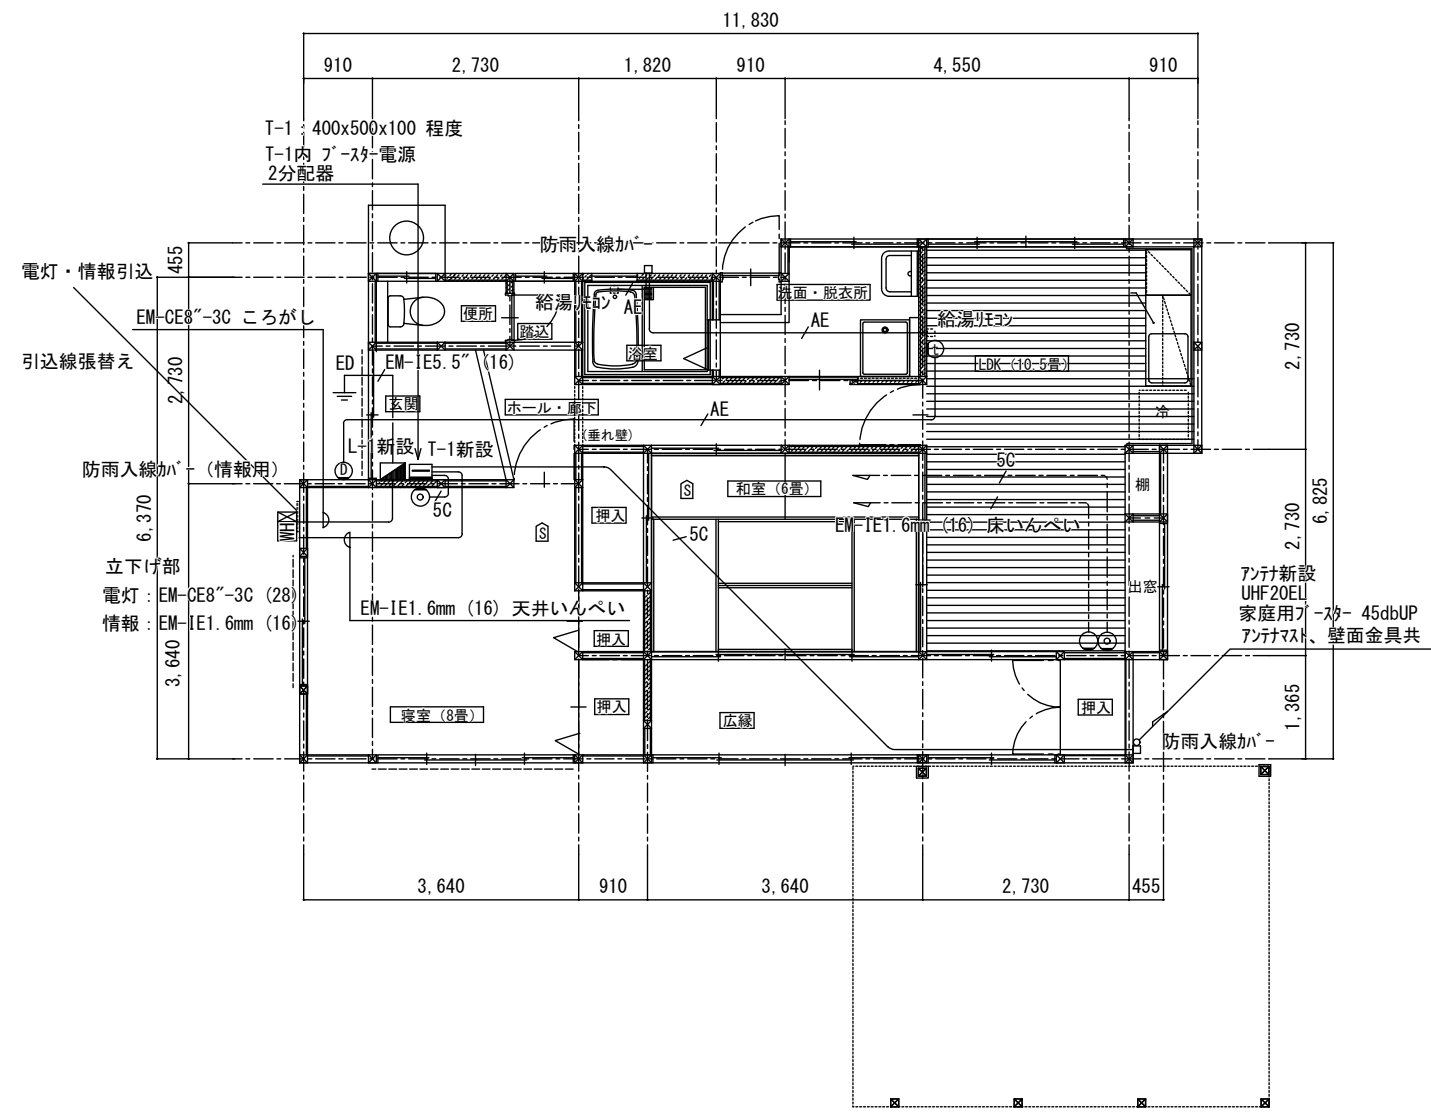 11,830
910
2,730
1,820
910
4,550
910
T-1：400x500x100 程度
T-1内 ﾌﾞｰｽﾀｰ電源
2分配器
防雨入線ｶﾊﾞｰ
455
電灯・情報引込
EM-CE8″-3C ころがし
引込線張替え
2,730
便所
踏込
給湯ﾘﾓｺﾝ
AE
浴室
洗面・脱衣所
AE
給湯ﾘﾓｺﾝ
t
LDK（10.5畳）
2,730
ED
EM-IE5.5″（16）
玄関
ホール・廊下
(垂れ壁)
AE
冷
L-1新設
T-1新設
D
防雨入線ｶﾊﾞｰ（情報用）
5C
WH
S
押入
S
和室（6畳）
5C
棚
EM-IE1.6mm（16）床いんぺい
5C
6,370
2,730
6,825
立下げ部
電灯：EM-CE8″-3C（28）
情報：EM-IE1.6mm（16）
EM-IE1.6mm（16）天井いんぺい
押入
出窓
ｱﾝﾃﾅ新設
UHF20EL
家庭用ﾌﾞｰｽﾀｰ 45dbUP
ｱﾝﾃﾅﾏｽﾄ、壁面金具共
3,640
寝室（8畳）
押入
広縁
押入
1,365
防雨入線ｶﾊﾞｰ
3,640
910
3,640
2,730
455